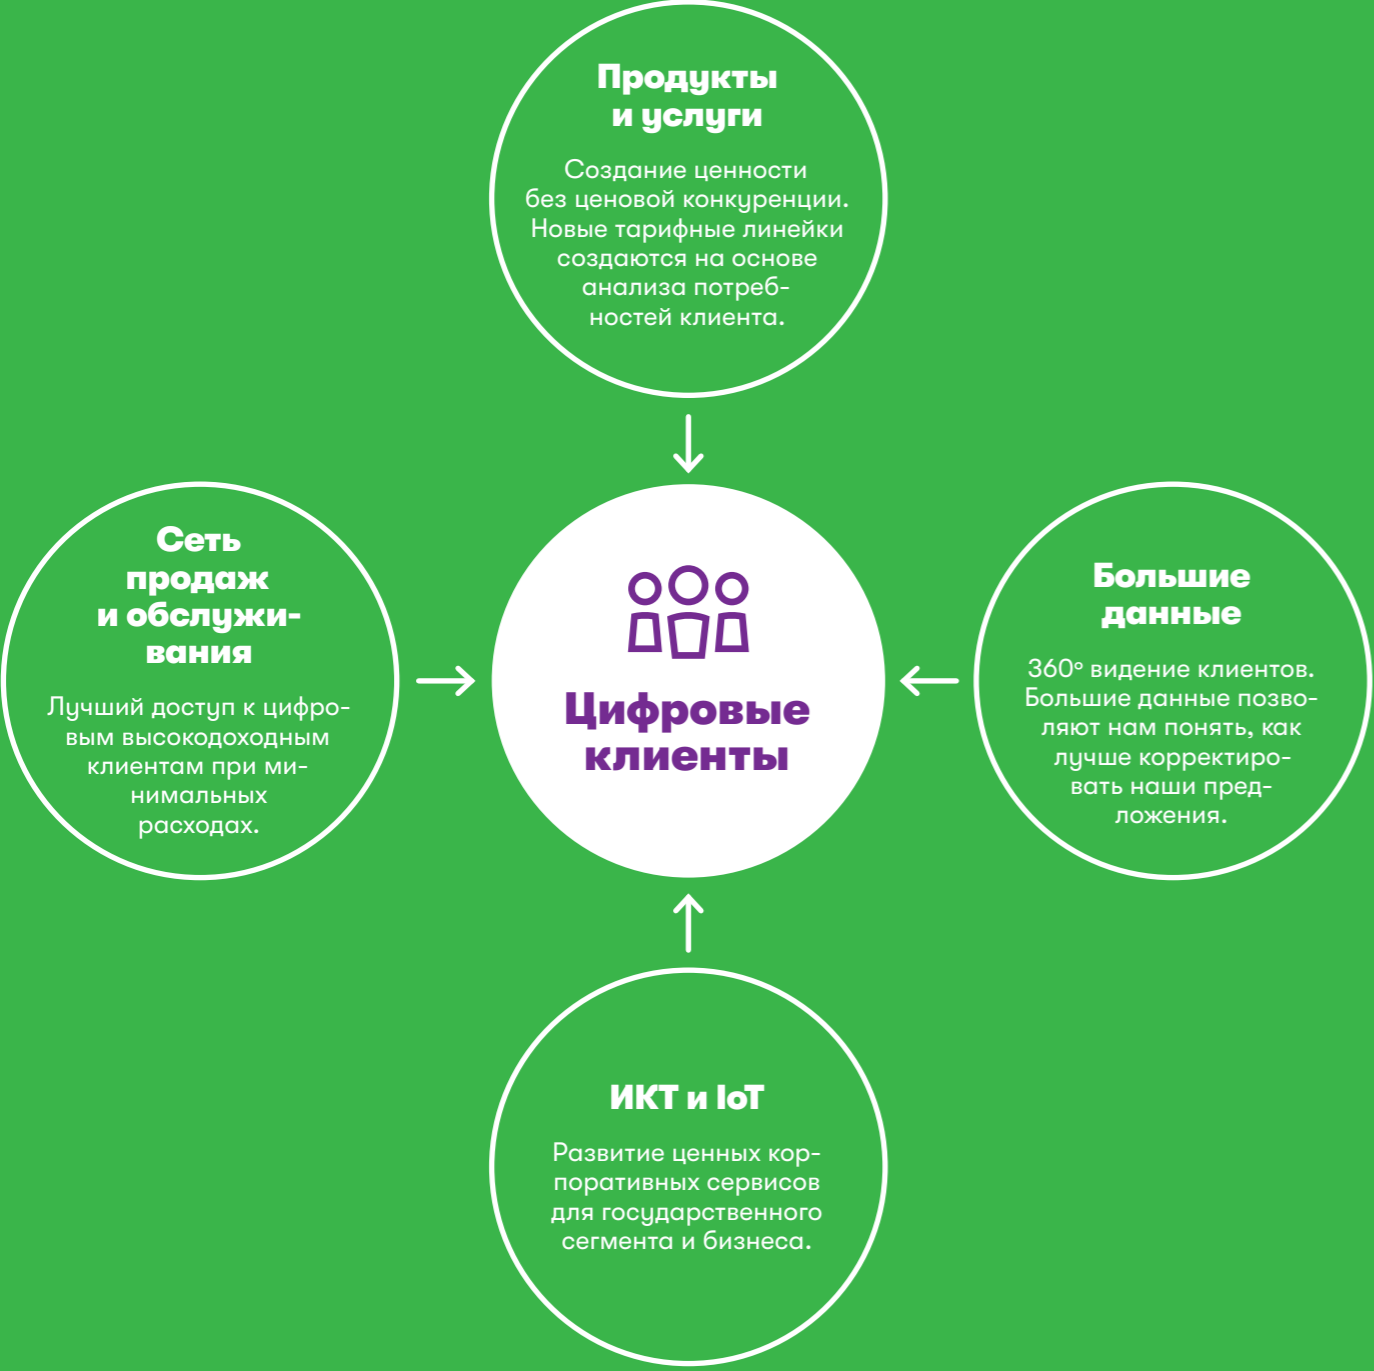 Продукты
и услуги
Создание ценности
без ценовой конкуренции.
Новые тарифные линейки
создаются на основе
анализа потреб-
ностей клиента.
Сеть
продаж
и обслужи-
вания
Лучший доступ к цифро-
вым высокодоходным
клиентам при ми-
нимальных
расходах.
Цифровые
клиенты
Большие
данные
360º видение клиентов.
Большие данные позво-
ляют нам понять, как
лучше корректиро-
вать наши пред-
ложения.
ИКТ и IoT
Развитие ценных кор-
поративных сервисов
для государственного
сегмента и бизнеса.